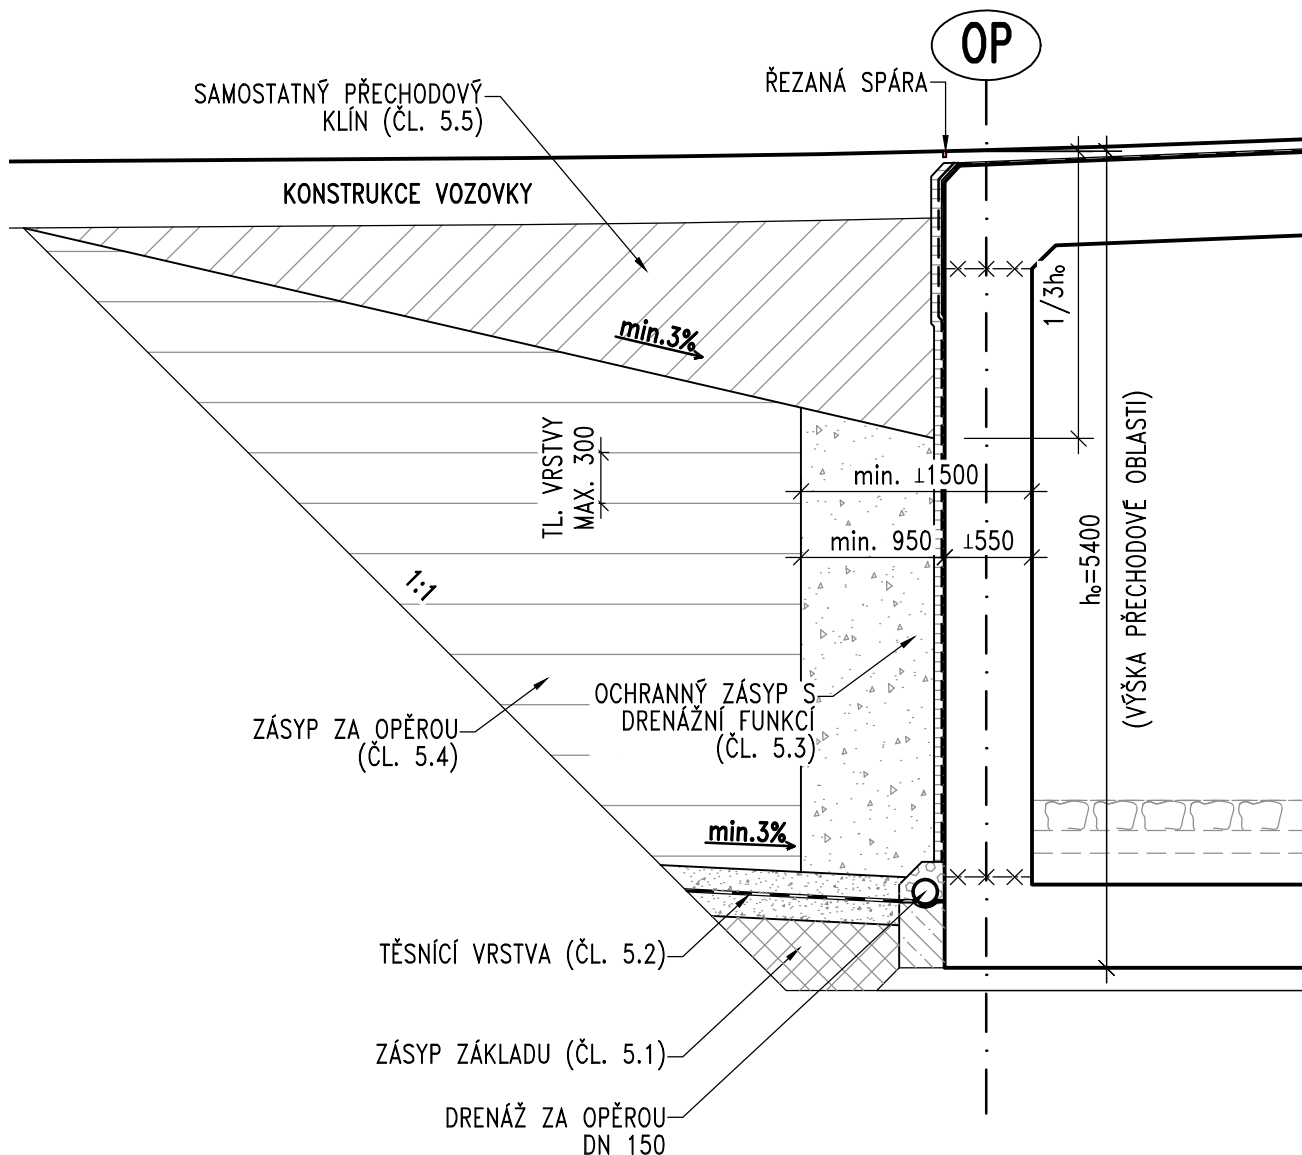 OP
ŘEZANÁ SPÁRA
SAMOSTATNÝ PŘECHODOVÝ
KLÍN (ČL. 5.5)
KONSTRUKCE VOZOVKY
1/3h₀
min.3%
TL. VRSTVY
MAX. 300
min. ⊥1500
min. 950
⊥550
h₀=5400
(VÝŠKA PŘECHODOVÉ OBLASTI)
1:1
OCHRANNÝ ZÁSYP S
DRENÁŽNÍ FUNKCÍ
(ČL. 5.3)
ZÁSYP ZA OPĚROU
(ČL. 5.4)
min.3%
TĚSNÍCÍ VRSTVA (ČL. 5.2)
ZÁSYP ZÁKLADU (ČL. 5.1)
DRENÁŽ ZA OPĚROU
DN 150